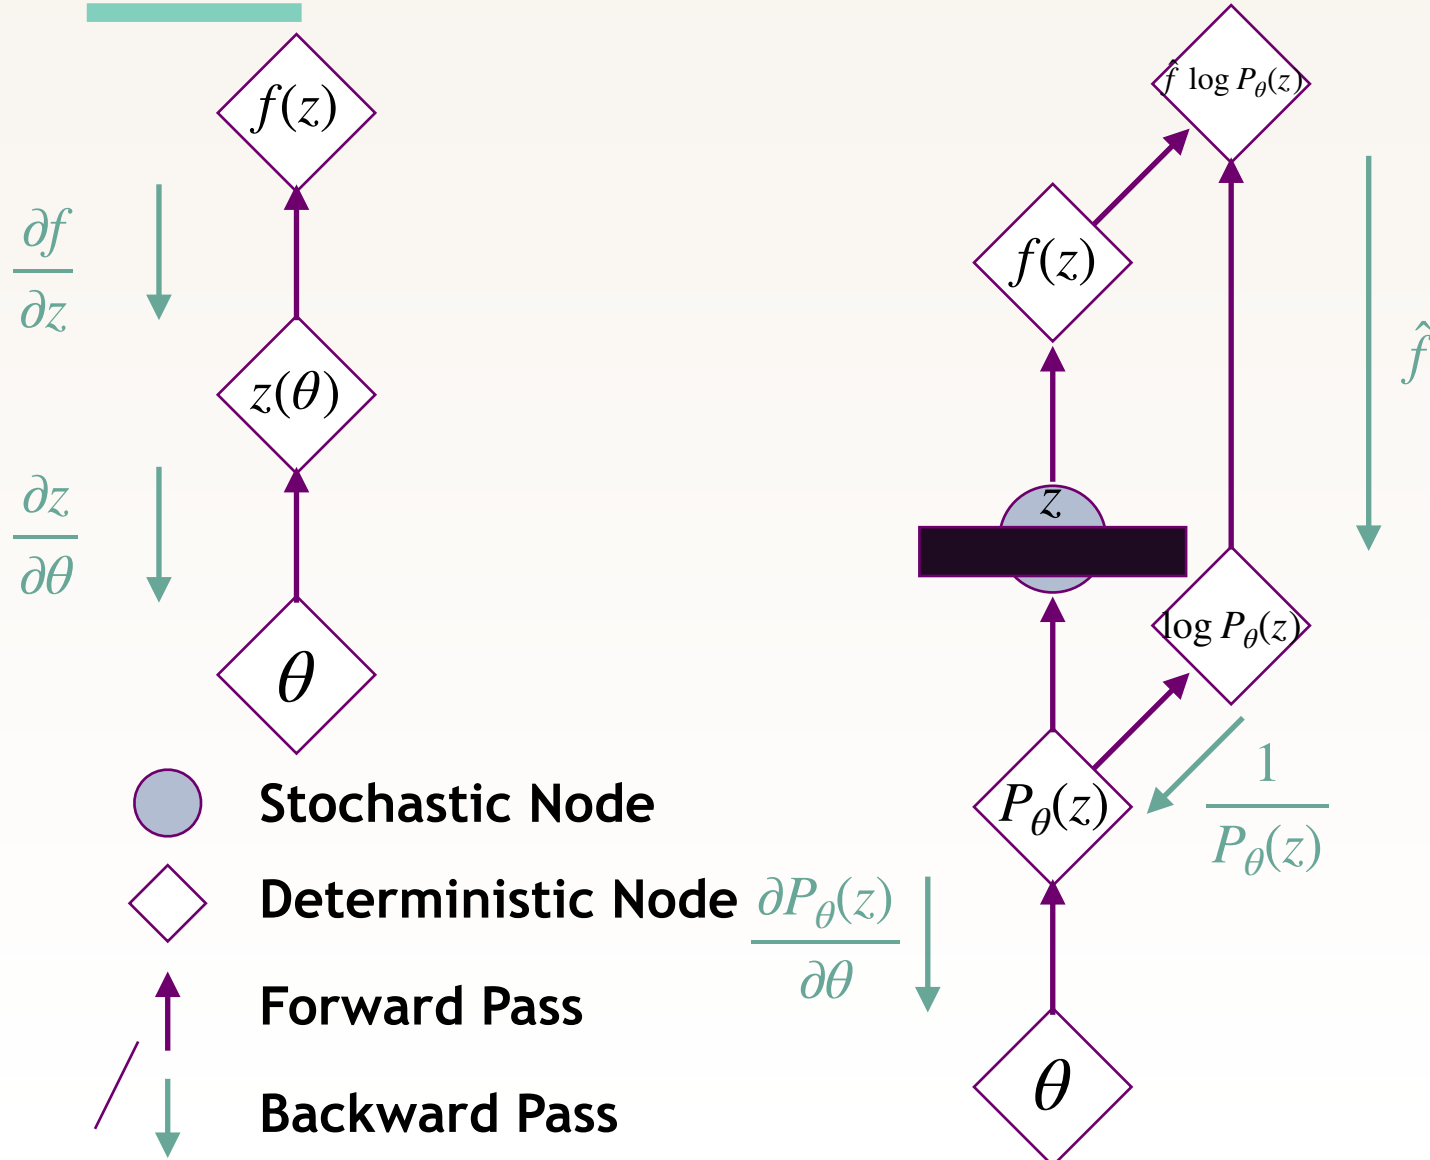 f(z)
∂f
∂z
z(θ)
∂z
∂θ
θ
Stochastic Node
Deterministic Node
Forward Pass
Backward Pass
f̂ log P_θ(z)
f(z)
f̂
z
log P_θ(z)
P_θ(z)
1
P_θ(z)
∂P_θ(z)
∂θ
θ